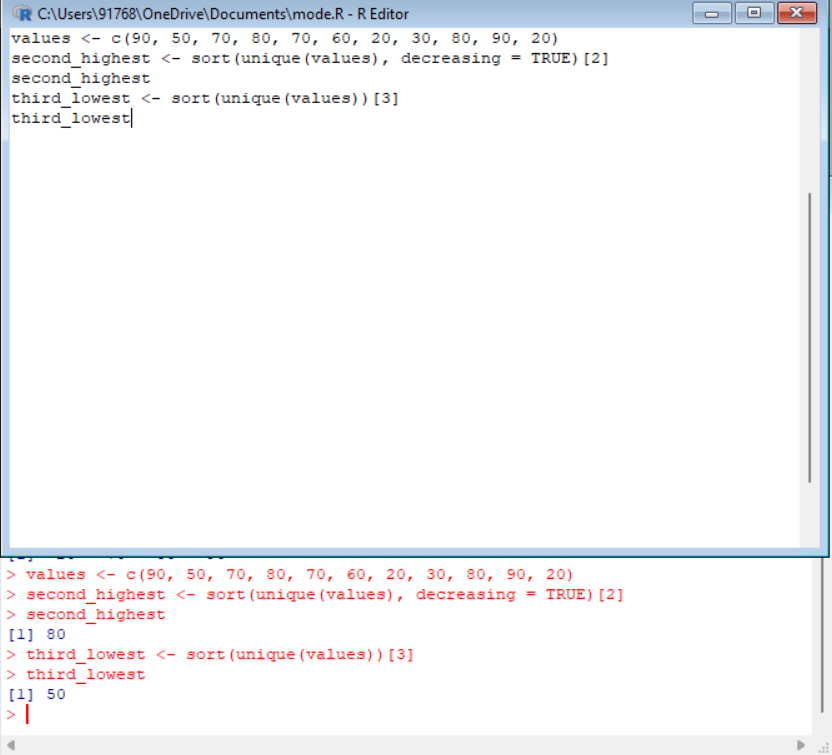 C:\Users\91768\OneDrive\Documents\mode.R - R Editor
values <- c(90, 50, 70, 80, 70, 60, 20, 30, 80, 90, 20)
second_highest <- sort(unique(values), decreasing = TRUE)[2]
second_highest
third_lowest <- sort(unique(values))[3]
third_lowest
> values <- c(90, 50, 70, 80, 70, 60, 20, 30, 80, 90, 20)
> second_highest <- sort(unique(values), decreasing = TRUE)[2]
> second_highest
[1] 80
> third_lowest <- sort(unique(values))[3]
> third_lowest
[1] 50
>